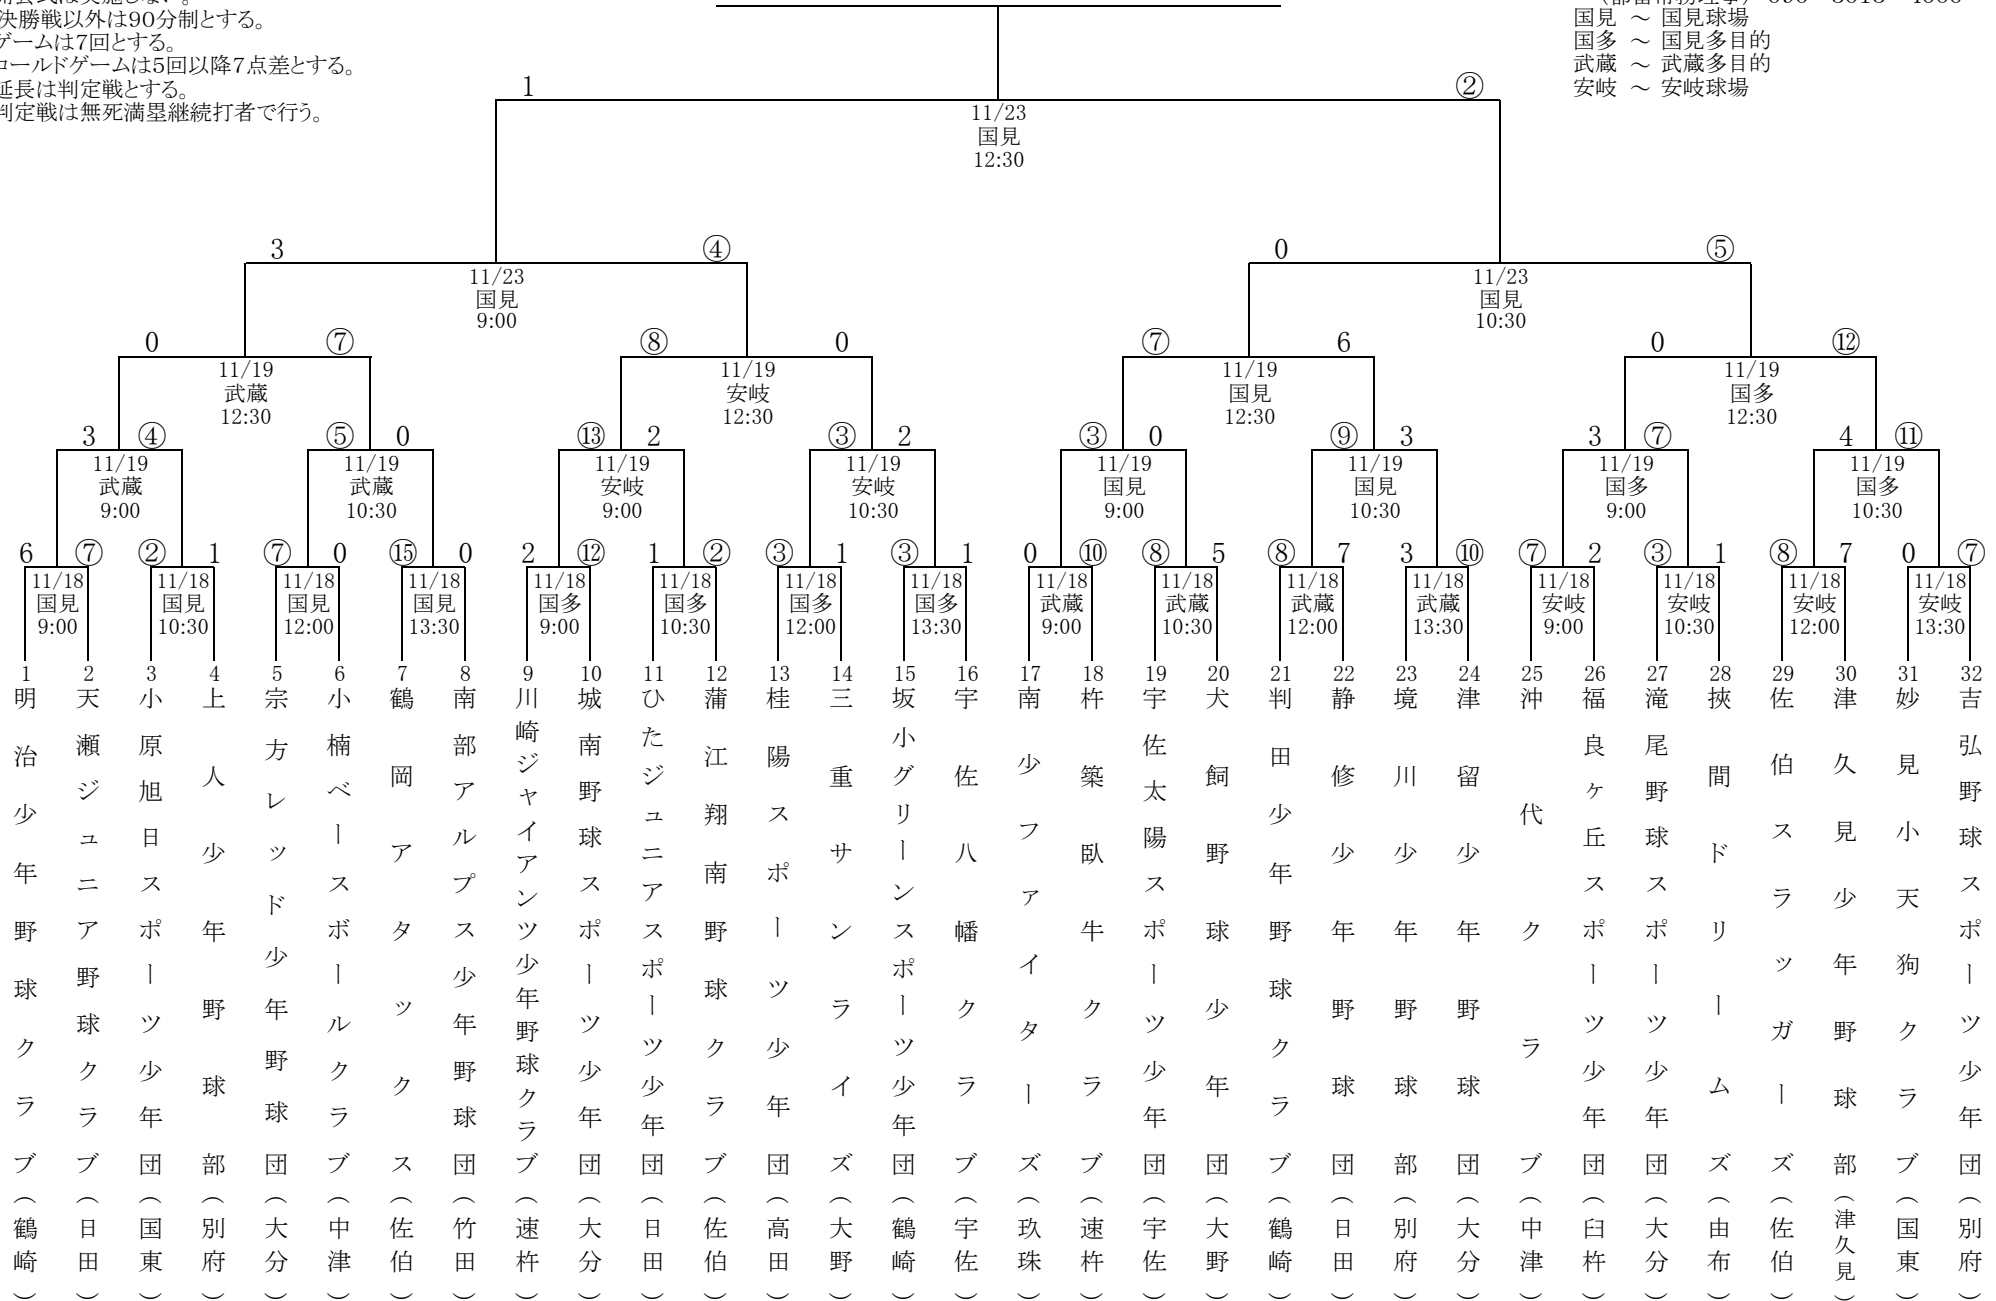 決勝戦以外は90分制とする。
ゲームは7回とする。
コールドゲームは5回以降7点差とする。
延長は判定戦とする。
判定戦は無死満塁継続打者で行う。
国見 ～ 国見球場
国多 ～ 国見多目的
武蔵 ～ 武蔵多目的
安岐 ～ 安岐球場
1 ②
11/23
国見
12:30
3 ④ 0 ⑤
11/23 11/23
国見 国見
9:00 10:30
0 ⑦ ⑧ 0 ⑦ 6 0 ⑫
11/19 11/19 11/19 11/19
武蔵 安岐 国見 国多
12:30 12:30 12:30 12:30
3 ④ ⑤ 0 ⑬ 2 ③ 2 ③ 0 ⑨ 3 3 ⑦ 4 ⑪
11/19 11/19 11/19 11/19 11/19 11/19 11/19 11/19
武蔵 武蔵 安岐 安岐 国見 国見 国多 国多
9:00 10:30 9:00 10:30 9:00 10:30 9:00 10:30
6 ⑦ ② 1 ⑦ 0 ⑮ 0 2 ⑫ 1 ② ③ 1 ③ 1 0 ⑩ ⑧ 5 ⑧ 7 3 ⑩ ⑦ 2 ③ 1 ⑧ 7 0 ⑦
11/18 11/18 11/18 11/18 11/18 11/18 11/18 11/18 11/18 11/18 11/18 11/18 11/18 11/18 11/18 11/18
国見 国見 国見 国見 国多 国多 国多 国多 武蔵 武蔵 武蔵 武蔵 安岐 安岐 安岐 安岐
9:00 10:30 12:00 13:30 9:00 10:30 12:00 13:30 9:00 10:30 12:00 13:30 9:00 10:30 12:00 13:30
1 明治少年野球クラブ(鶴崎)
2 天瀬ジュニア野球クラブ(日田)
3 小原旭日スポーツ少年団(国東)
4 上人少年野球部(別府)
5 宗方レッド少年野球団(大分)
6 小楠ベースボールクラブ(中津)
7 鶴岡アタックス(佐伯)
8 南部アルプス少年野球団(竹田)
9 川崎ジャイアンツ少年野球クラブ(速杵)
10 城南野球スポーツ少年団(大分)
11 ひたジュニアスポーツ少年団(日田)
12 蒲江翔南野球クラブ(佐伯)
13 桂陽スポーツ少年団(高田)
14 三重サンライズ(大野)
15 坂小グリーンスポーツ少年団(鶴崎)
16 宇佐八幡クラブ(宇佐)
17 南少ファイターズ(玖珠)
18 杵築臥牛クラブ(速杵)
19 宇佐太陽スポーツ少年団(宇佐)
20 犬飼野球少年団(大野)
21 判田少年野球クラブ(鶴崎)
22 静修少年野球団(日田)
23 境川少年野球部(別府)
24 津留少年野球団(大分)
25 沖代クラブ(中津)
26 福良ヶ丘スポーツ少年団(臼杵)
27 滝尾野球スポーツ少年団(大分)
28 挾間ドリームズ(由布)
29 佐伯スラッガーズ(佐伯)
30 津久見少年野球部(津久見)
31 妙見小天狗クラブ(国東)
32 吉弘野球スポーツ少年団(別府)